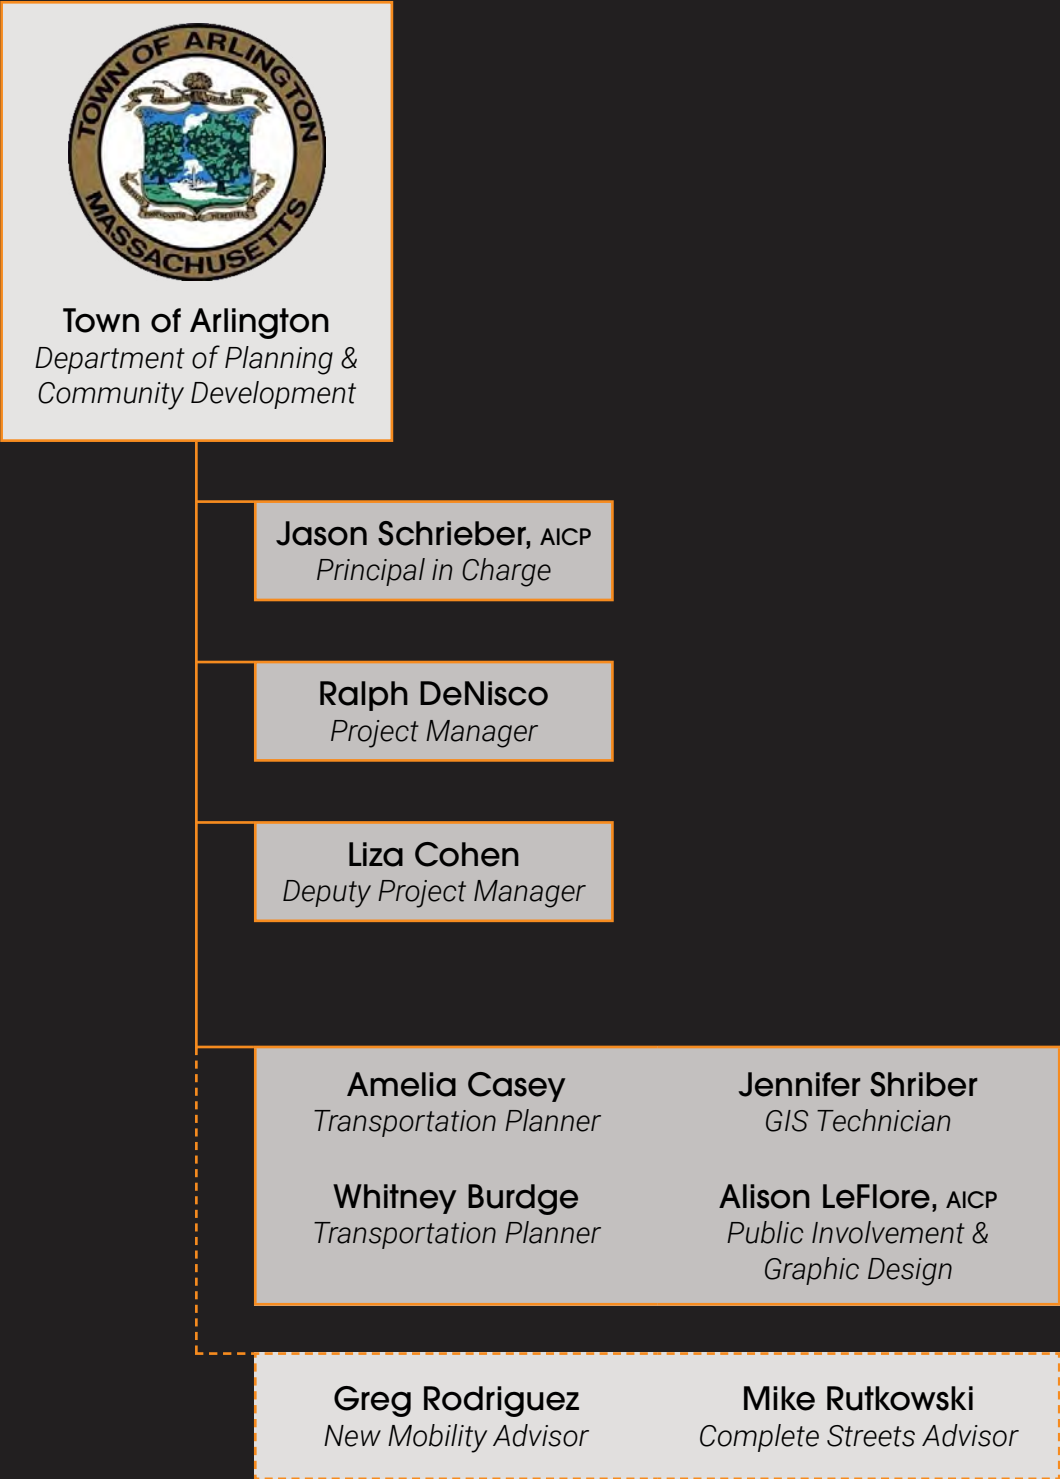 TOWN OF ARLINGTON
MASSACHUSETTS
Town of Arlington
Department of Planning &
Community Development
Jason Schrieber, AICP
Principal in Charge
Ralph DeNisco
Project Manager
Liza Cohen
Deputy Project Manager
Amelia Casey
Transportation Planner
Jennifer Shriber
GIS Technician
Whitney Burdge
Transportation Planner
Alison LeFlore, AICP
Public Involvement &
Graphic Design
Greg Rodriguez
New Mobility Advisor
Mike Rutkowski
Complete Streets Advisor